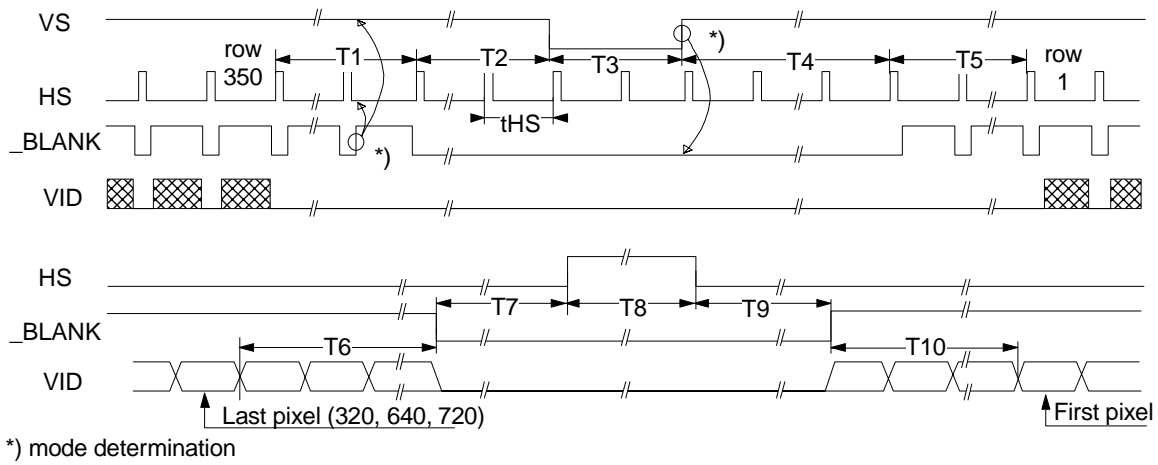 VS
*)
row
350
T1
T2
T3
T4
T5
row
1
HS
tHS
_BLANK
*)
VID
HS
T7
T8
T9
_BLANK
T6
T10
VID
Last pixel (320, 640, 720)
First pixel
*) mode determination